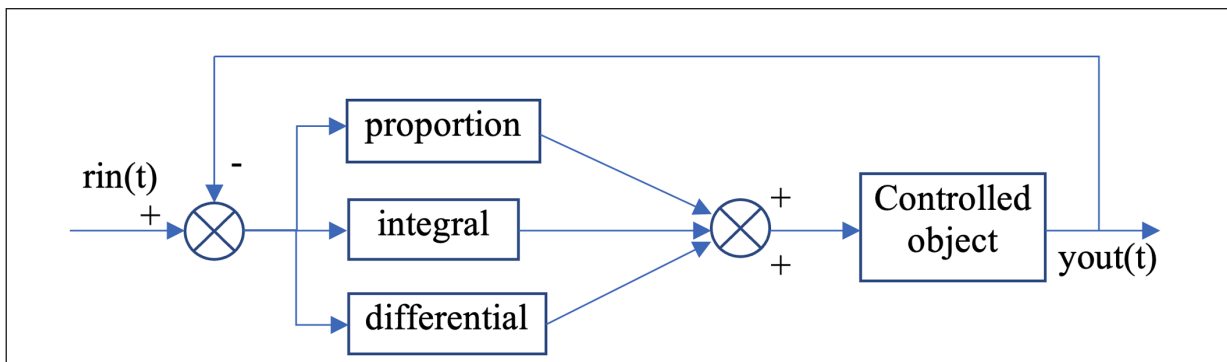 proportion
-
rin(t)
+
integral
differential
+
+
Controlled
object
yout(t)